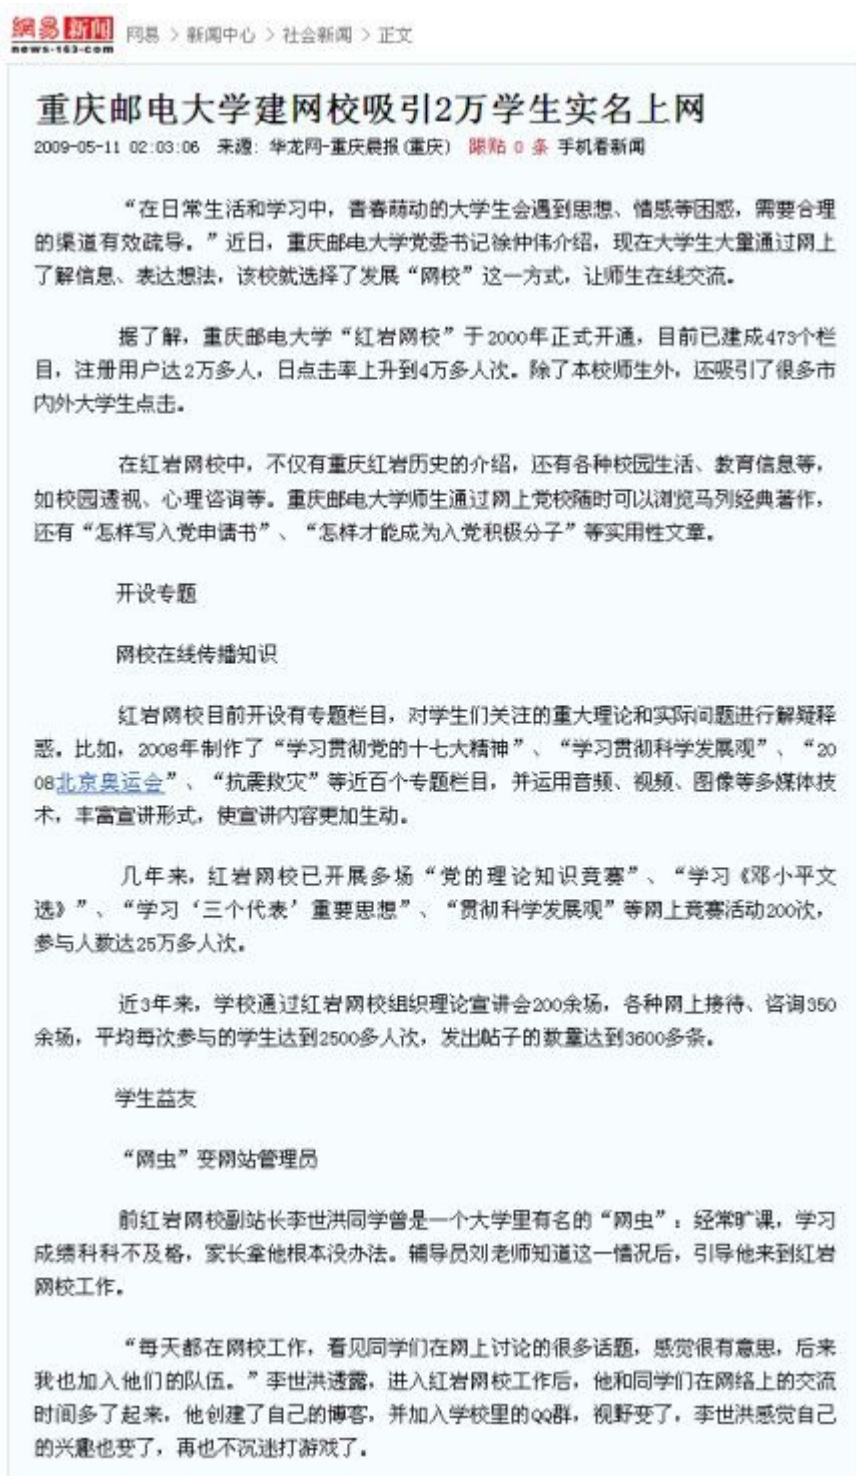 網易 新闻
news·163·com
网易 > 新闻中心 > 社会新闻 > 正文
重庆邮电大学建网校吸引2万学生实名上网
2009-05-11 02:03:06 来源: 华龙网-重庆晨报(重庆) 跟贴 0 条 手机看新闻
“在日常生活和学习中，青春萌动的大学生会遇到思想、情感等困惑，需要合理
的渠道有效疏导。”近日，重庆邮电大学党委书记徐仲伟介绍，现在大学生大量通过网上
了解信息、表达想法，该校就选择了发展“网校”这一方式，让师生在线交流。
据了解，重庆邮电大学“红岩网校”于2000年正式开通，目前已建成473个栏
目，注册用户达2万多人，日点击率上升到4万多人次。除了本校师生外，还吸引了很多市
内外大学生点击。
在红岩网校中，不仅有重庆红岩历史的介绍，还有各种校园生活、教育信息等，
如校园透视、心理咨询等。重庆邮电大学师生通过网上党校随时可以浏览马列经典著作，
还有“怎样写入党申请书”、“怎样才能成为入党积极分子”等实用性文章。
开设专题
网校在线传播知识
红岩网校目前开设有专题栏目，对学生们关注的重大理论和实际问题进行解疑释
惑。比如，2008年制作了“学习贯彻党的十七大精神”、“学习贯彻科学发展观”、“20
08北京奥运会”、“抗震救灾”等近百个专题栏目，并运用音频、视频、图像等多媒体技
术，丰富宣讲形式，使宣讲内容更加生动。
几年来，红岩网校已开展多场“党的理论知识竞赛”、“学习《邓小平文
选》”、“学习‘三个代表’重要思想”、“贯彻科学发展观”等网上竞赛活动200次，
参与人数达25万多人次。
近3年来，学校通过红岩网校组织理论宣讲会200余场，各种网上接待、咨询350
余场，平均每次参与的学生达到2500多人次，发出帖子的数量达到3600多条。
学生益友
“网虫”变网站管理员
前红岩网校副站长李世洪同学曾是一个大学里有名的“网虫”：经常旷课，学习
成绩科科不及格，家长拿他根本没办法。辅导员刘老师知道这一情况后，引导他来到红岩
网校工作。
“每天都在网校工作，看见同学们在网上讨论的很多话题，感觉很有意思，后来
我也加入他们的队伍。”李世洪透露，进入红岩网校工作后，他和同学们在网络上的交流
时间多了起来，他创建了自己的博客，并加入学校里的QQ群，视野变了，李世洪感觉自己
的兴趣也变了，再也不沉迷打游戏了。